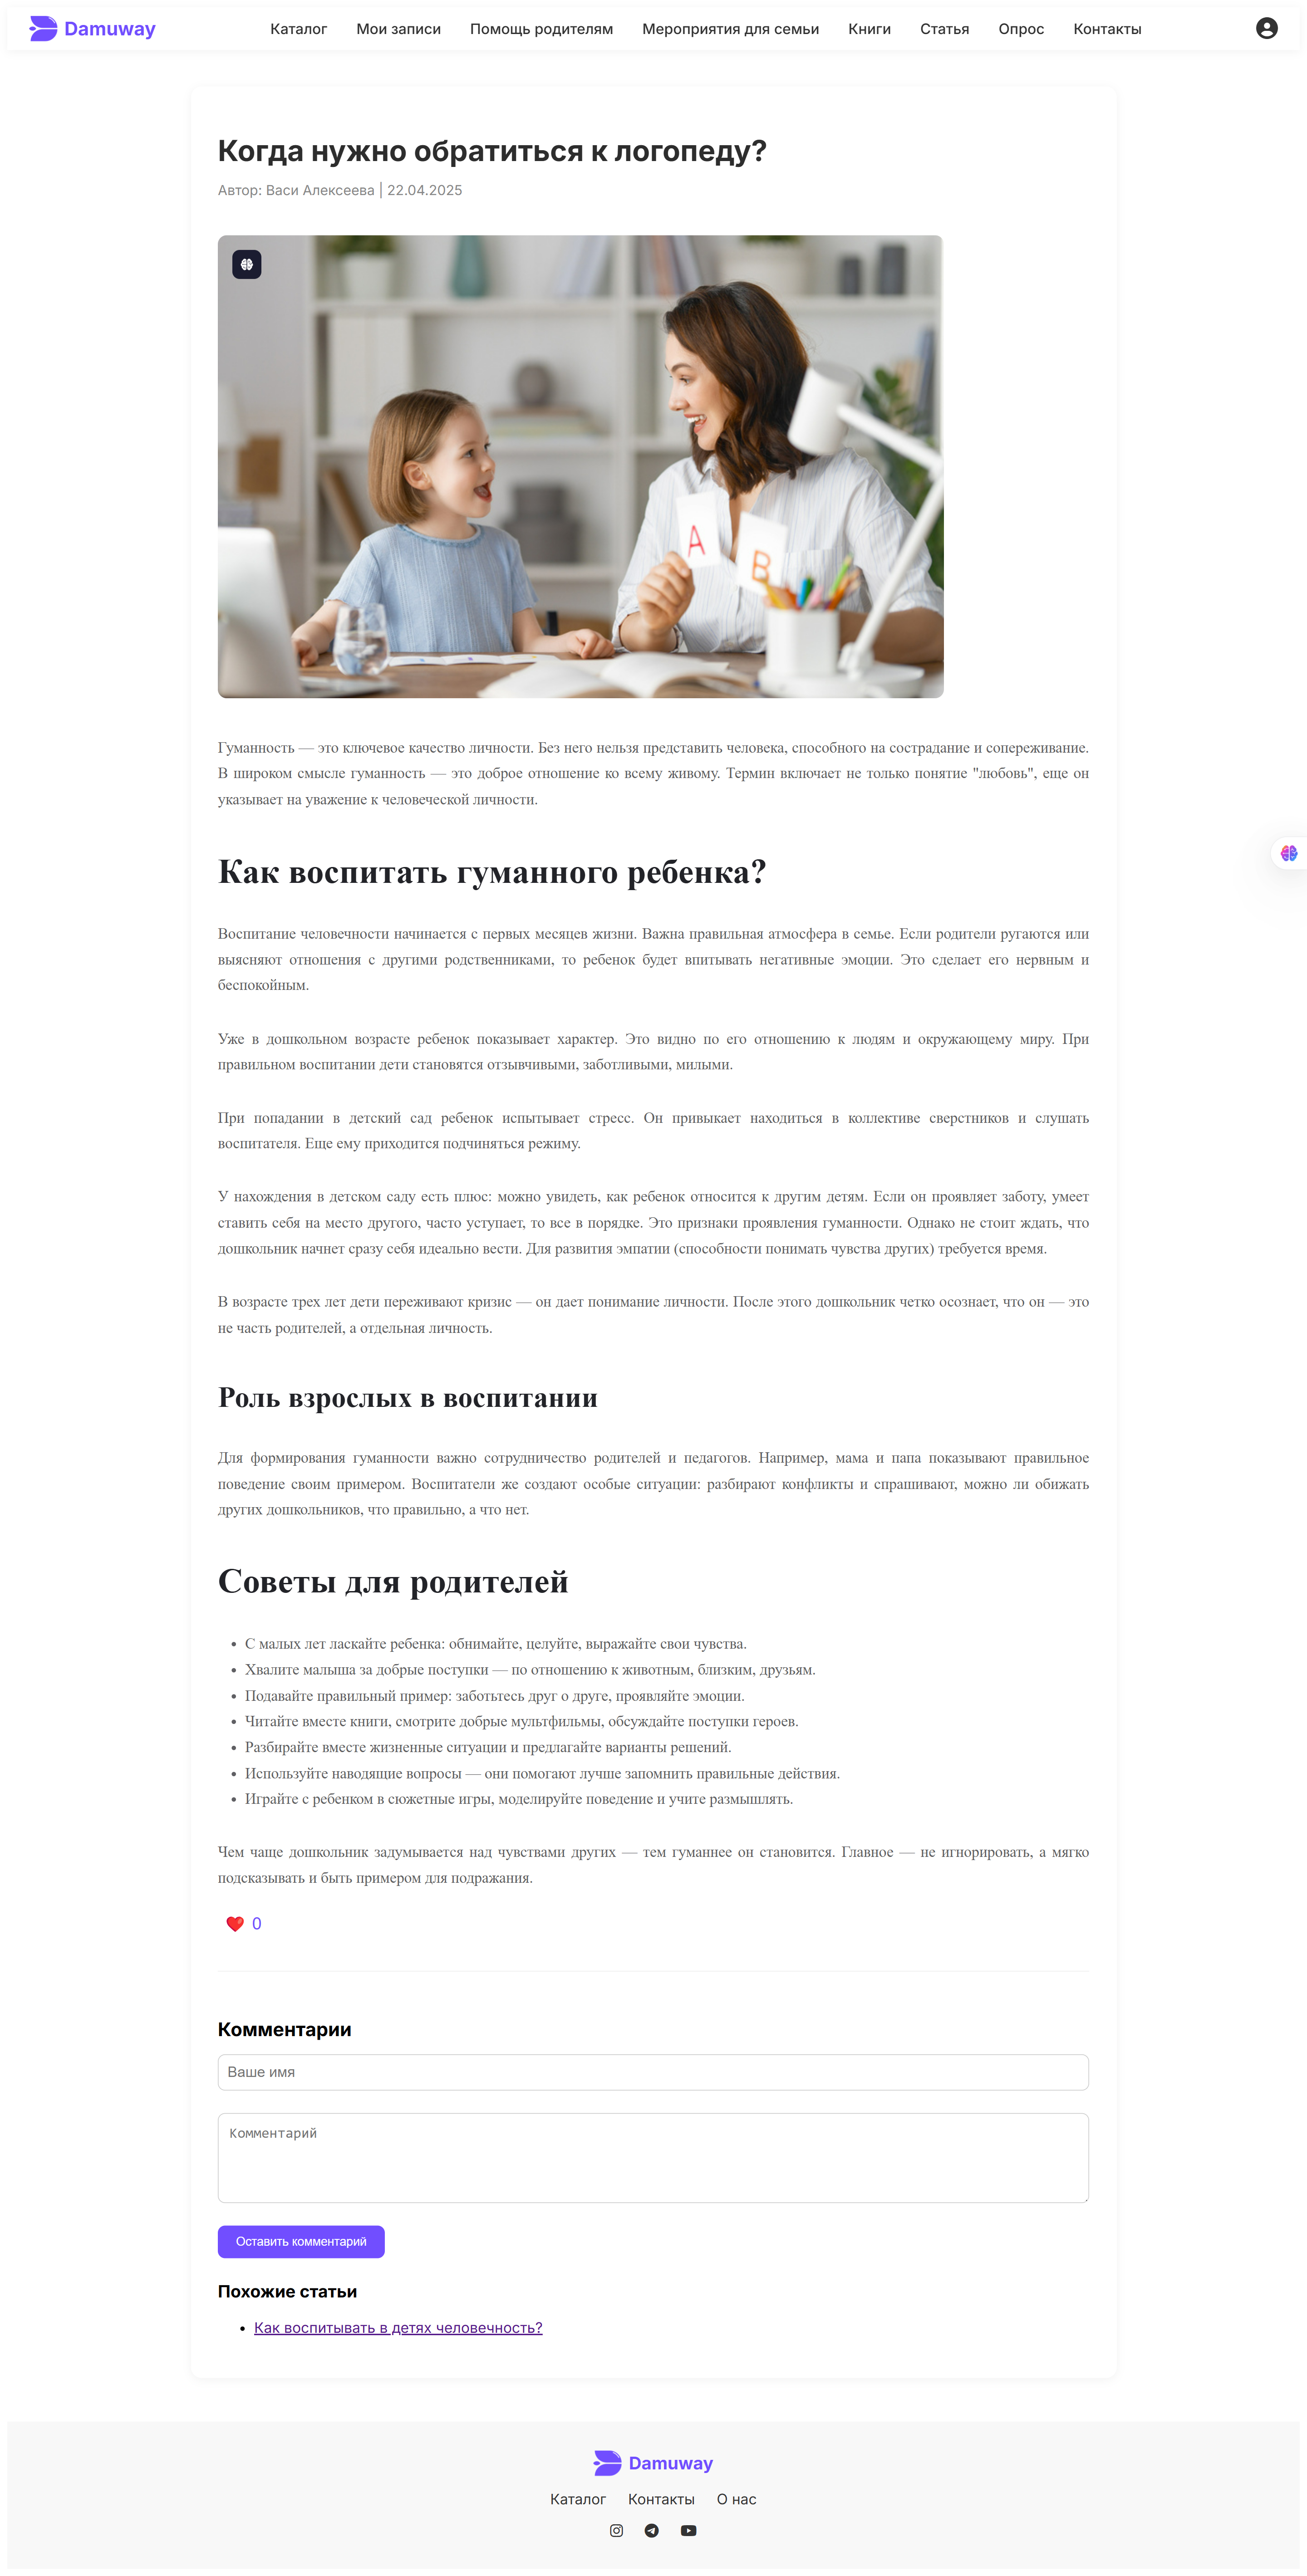 Damuway
Каталог Мои записи Помощь родителям Мероприятия для семьи Книги Статья Опрос Контакты
Когда нужно обратиться к логопеду?
Автор: Васи Алексеева | 22.04.2025
A
B
Гуманность — это ключевое качество личности. Без него нельзя представить человека, способного на сострадание и сопереживание.
В широком смысле гуманность — это доброе отношение ко всему живому. Термин включает не только понятие "любовь", еще он
указывает на уважение к человеческой личности.
Как воспитать гуманного ребенка?
Воспитание человечности начинается с первых месяцев жизни. Важна правильная атмосфера в семье. Если родители ругаются или
выясняют отношения с другими родственниками, то ребенок будет впитывать негативные эмоции. Это сделает его нервным и
беспокойным.
Уже в дошкольном возрасте ребенок показывает характер. Это видно по его отношению к людям и окружающему миру. При
правильном воспитании дети становятся отзывчивыми, заботливыми, милыми.
При попадании в детский сад ребенок испытывает стресс. Он привыкает находиться в коллективе сверстников и слушать
воспитателя. Еще ему приходится подчиняться режиму.
У нахождения в детском саду есть плюс: можно увидеть, как ребенок относится к другим детям. Если он проявляет заботу, умеет
ставить себя на место другого, часто уступает, то все в порядке. Это признаки проявления гуманности. Однако не стоит ждать, что
дошкольник начнет сразу себя идеально вести. Для развития эмпатии (способности понимать чувства других) требуется время.
В возрасте трех лет дети переживают кризис — он дает понимание личности. После этого дошкольник четко осознает, что он — это
не часть родителей, а отдельная личность.
Роль взрослых в воспитании
Для формирования гуманности важно сотрудничество родителей и педагогов. Например, мама и папа показывают правильное
поведение своим примером. Воспитатели же создают особые ситуации: разбирают конфликты и спрашивают, можно ли обижать
других дошкольников, что правильно, а что нет.
Советы для родителей
• С малых лет ласкайте ребенка: обнимайте, целуйте, выражайте свои чувства.
• Хвалите малыша за добрые поступки — по отношению к животным, близким, друзьям.
• Подавайте правильный пример: заботьтесь друг о друге, проявляйте эмоции.
• Читайте вместе книги, смотрите добрые мультфильмы, обсуждайте поступки героев.
• Разбирайте вместе жизненные ситуации и предлагайте варианты решений.
• Используйте наводящие вопросы — они помогают лучше запомнить правильные действия.
• Играйте с ребенком в сюжетные игры, моделируйте поведение и учите размышлять.
Чем чаще дошкольник задумывается над чувствами других — тем гуманнее он становится. Главное — не игнорировать, а мягко
подсказывать и быть примером для подражания.
❤️ 0
Комментарии
Ваше имя
Комментарий
Оставить комментарий
Похожие статьи
• Как воспитывать в детях человечность?
Damuway
Каталог Контакты О нас